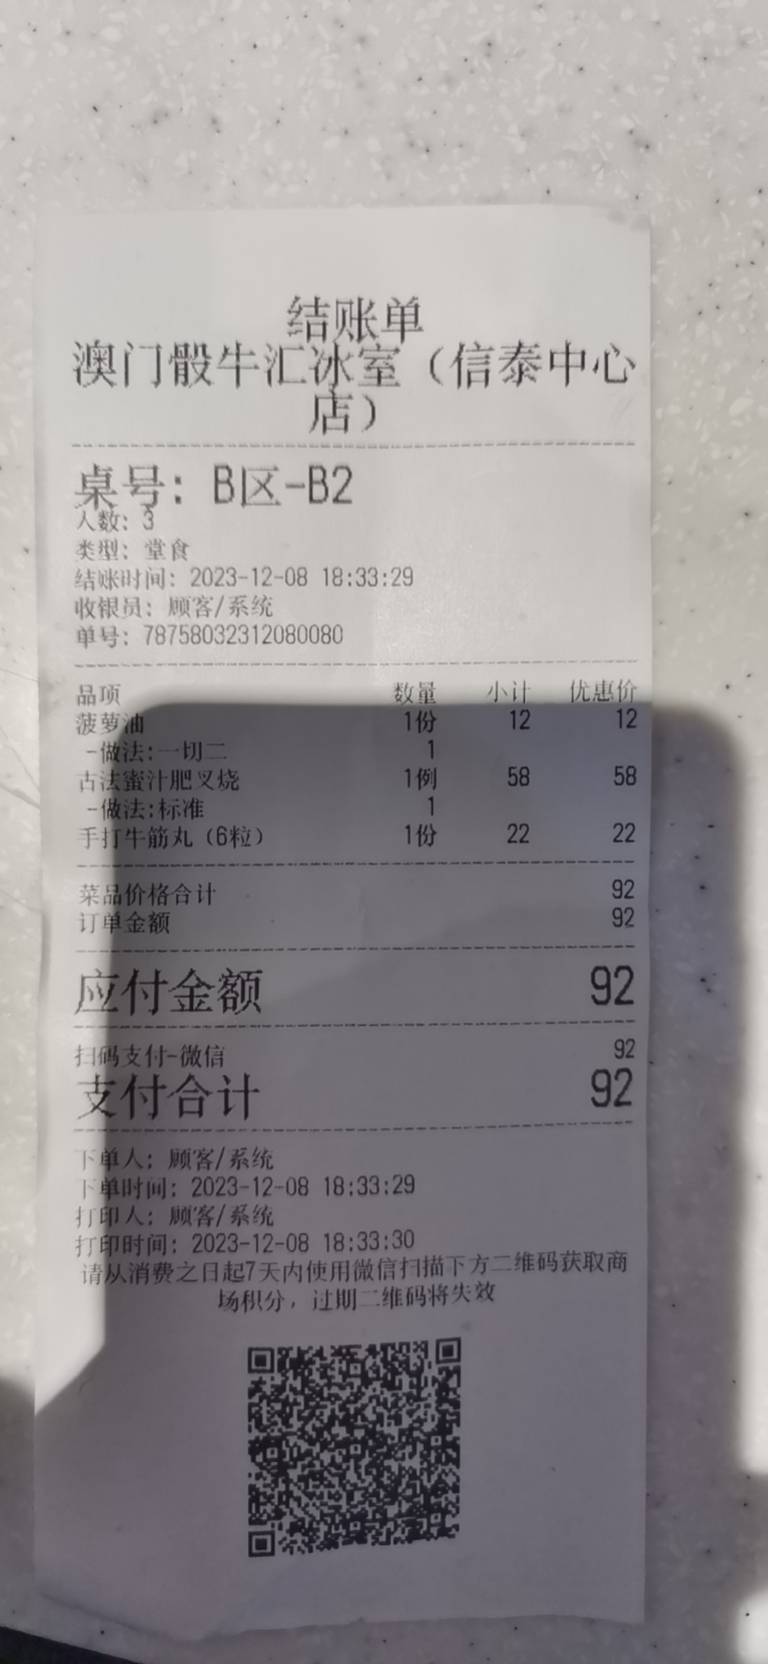 结账单
澳门骰牛汇冰室（信泰中心
店）
桌号: B区-B2
人数: 3
类型: 堂食
结账时间: 2023-12-08 18:33:29
收银员: 顾客/系统
单号: 78758032312080080
品项 数量 小计 优惠价
菠萝油 1份 12 12
-做法:一切二 1
古法蜜汁肥叉烧 1例 58 58
-做法:标准 1
手打牛筋丸（6粒） 1份 22 22
菜品价格合计 92
订单金额 92
应付金额 92
扫码支付-微信 92
支付合计 92
下单人: 顾客/系统
下单时间: 2023-12-08 18:33:29
打印人: 顾客/系统
打印时间: 2023-12-08 18:33:30
请从消费之日起7天内使用微信扫描下方二维码获取商
场积分，过期二维码将失效